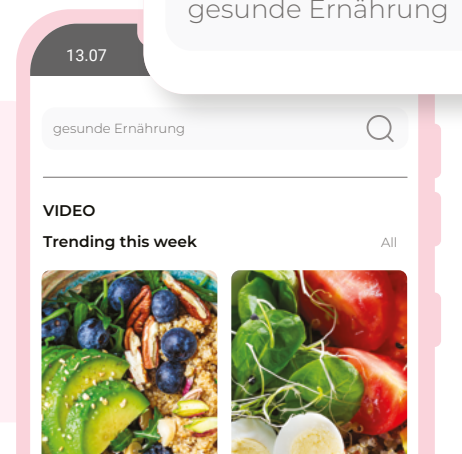 gesunde Ernährung
13.07
gesunde Ernährung
VIDEO
Trending this week
All